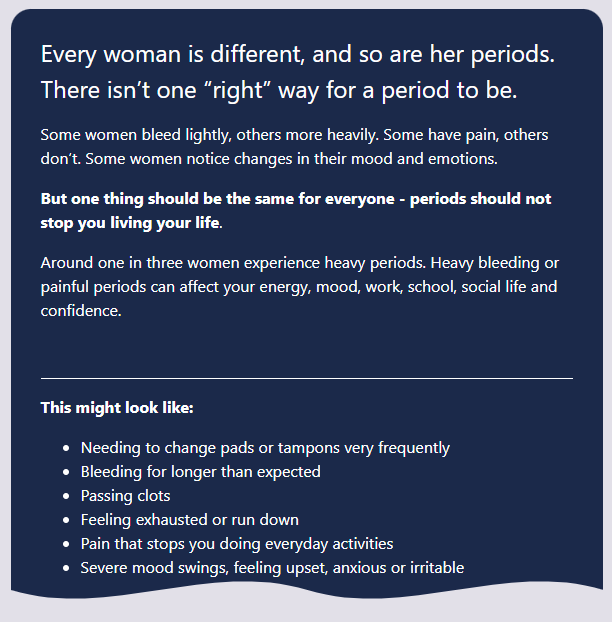 Every woman is different, and so are her periods.
There isn’t one “right” way for a period to be.
Some women bleed lightly, others more heavily. Some have pain, others
don’t. Some women notice changes in their mood and emotions.
But one thing should be the same for everyone - periods should not
stop you living your life.
Around one in three women experience heavy periods. Heavy bleeding or
painful periods can affect your energy, mood, work, school, social life and
confidence.
This might look like:
• Needing to change pads or tampons very frequently
• Bleeding for longer than expected
• Passing clots
• Feeling exhausted or run down
• Pain that stops you doing everyday activities
• Severe mood swings, feeling upset, anxious or irritable